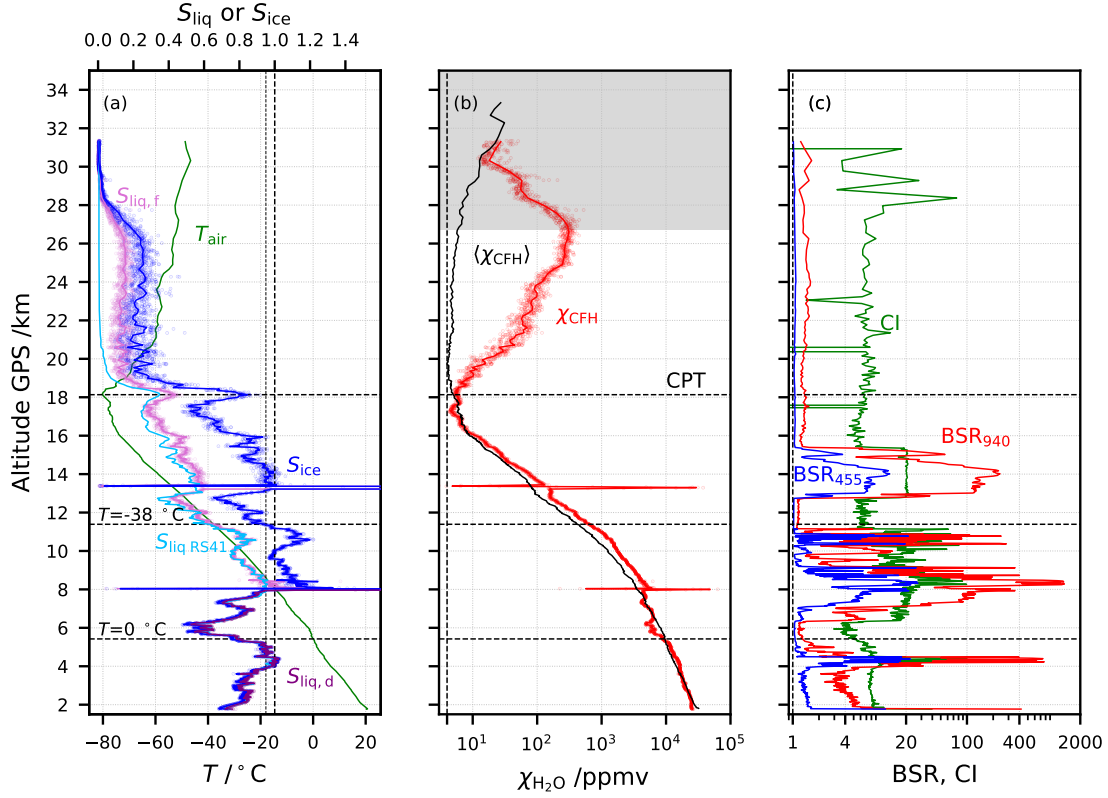 S_liq or S_ice
0.0 0.2 0.4 0.6 0.8 1.0 1.2 1.4
(a) (b) (c)
34
32
30
28
26
24
22
20
18
16
14
12
10
8
6
4
2
Altitude GPS /km
S_liq, f
T_air
S_ice
T=-38 °C
S_liq RS41
T=0 °C
S_liq, d
−80 −60 −40 −20 0 20
T / °C
⟨χ_CFH⟩
χ_CFH
CPT
10^1 10^2 10^3 10^4 10^5
χ_H₂O /ppmv
CI
BSR_940
BSR_455
1 4 20 100 400 2000
BSR, CI